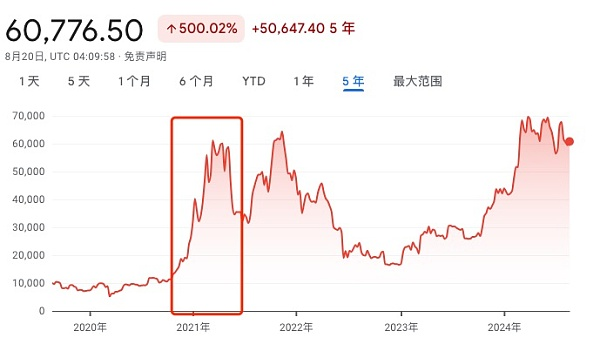 60,776.50 ↑500.02% +50,647.40 5 年
8月20日, UTC 04:09:58 · 免责声明
1 天 5 天 1 个月 6 个月 YTD 1 年 5 年 最大范围
70,000
60,000
50,000
40,000
30,000
20,000
10,000
0
2020年 2021年 2022年 2023年 2024年